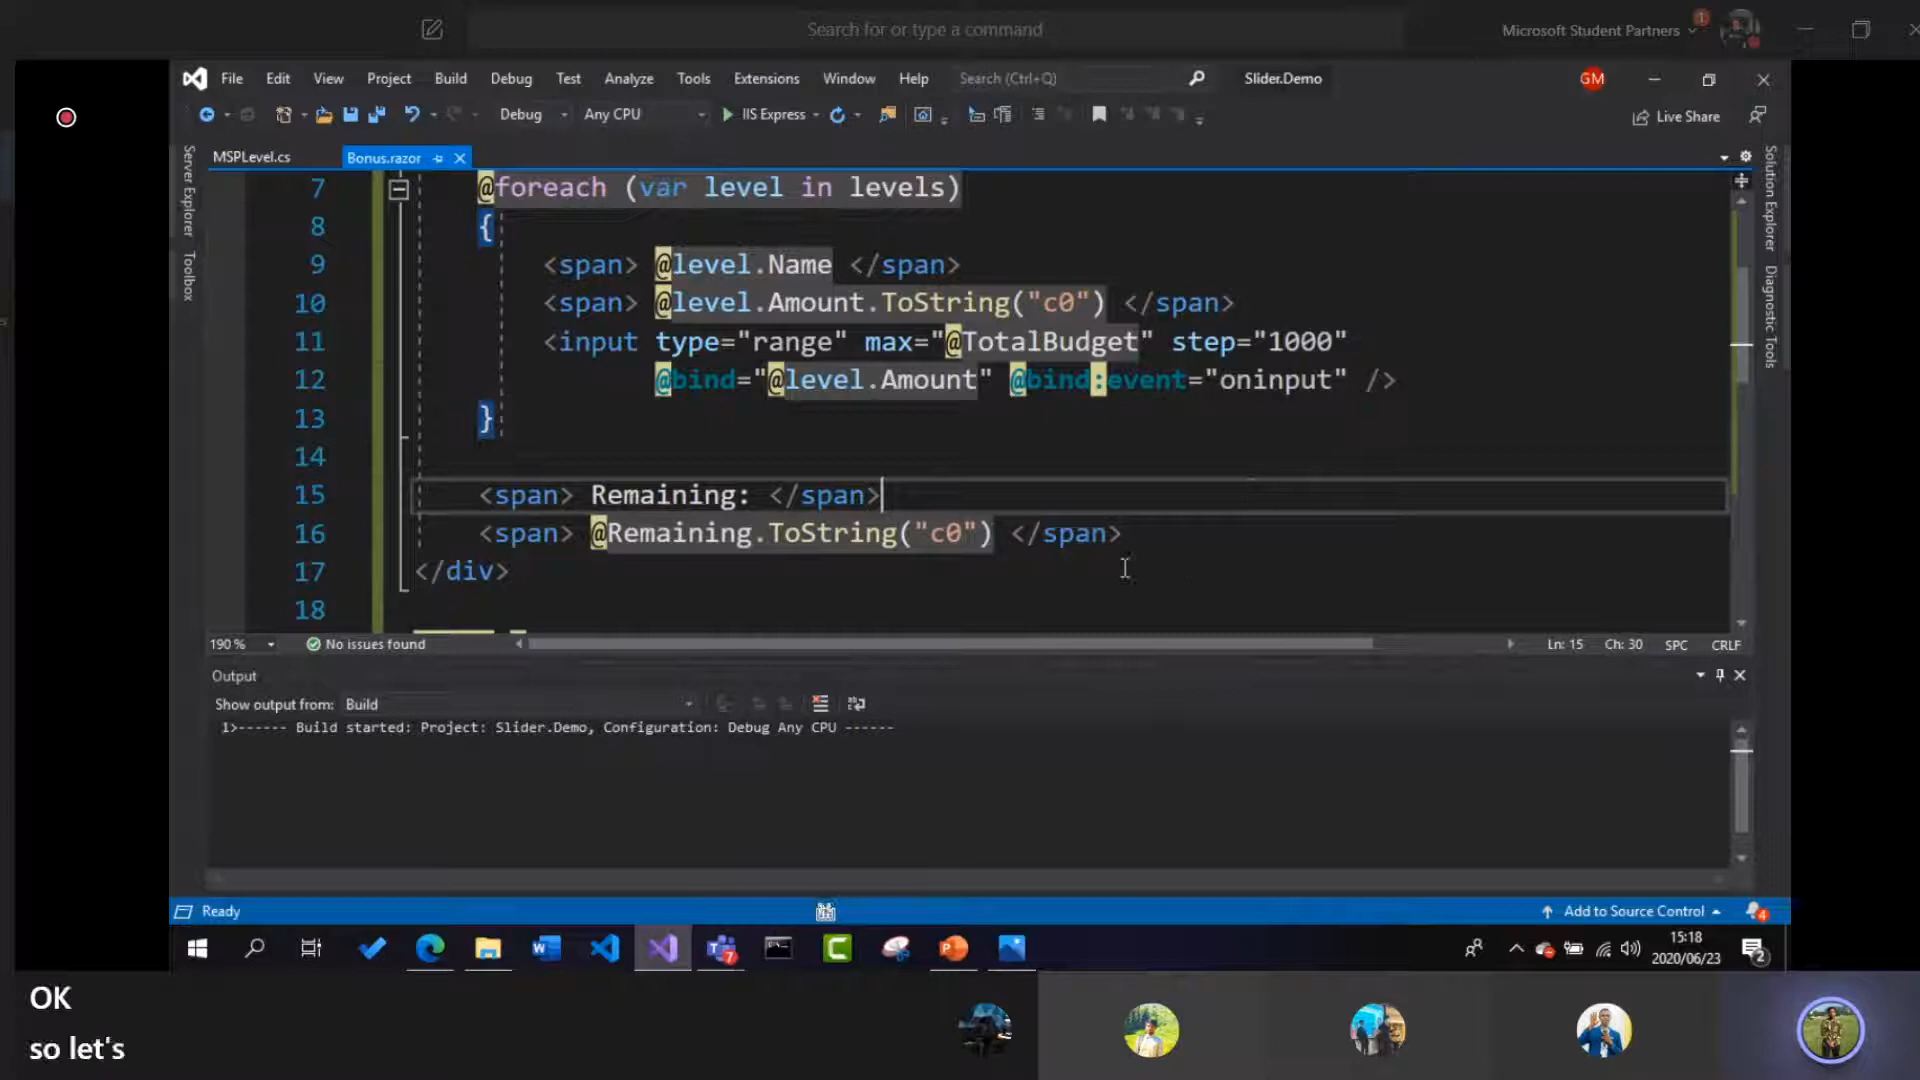 Search for or type a command
Microsoft Student Partners
1
File Edit View Project Build Debug Test Analyze Tools Extensions Window Help Search (Ctrl+Q) Slider.Demo GM
Debug Any CPU IIS Express Live Share
Server Explorer
Toolbox
MSPLevel.cs Bonus.razor
Solution Explorer
Diagnostic Tools
7 @foreach (var level in levels)
8 {
9 <span> @level.Name </span>
10 <span> @level.Amount.ToString("c0") </span>
11 <input type="range" max="@TotalBudget" step="1000"
12 @bind="@level.Amount" @bind:event="oninput" />
13 }
14
15 <span> Remaining: </span>
16 <span> @Remaining.ToString("c0") </span>
17 </div>
18
190 % No issues found Ln: 15 Ch: 30 SPC CRLF
Output
Show output from: Build
1>------ Build started: Project: Slider.Demo, Configuration: Debug Any CPU ------
Ready Add to Source Control 4
7
15:18
2020/06/23
2
OK
so let's